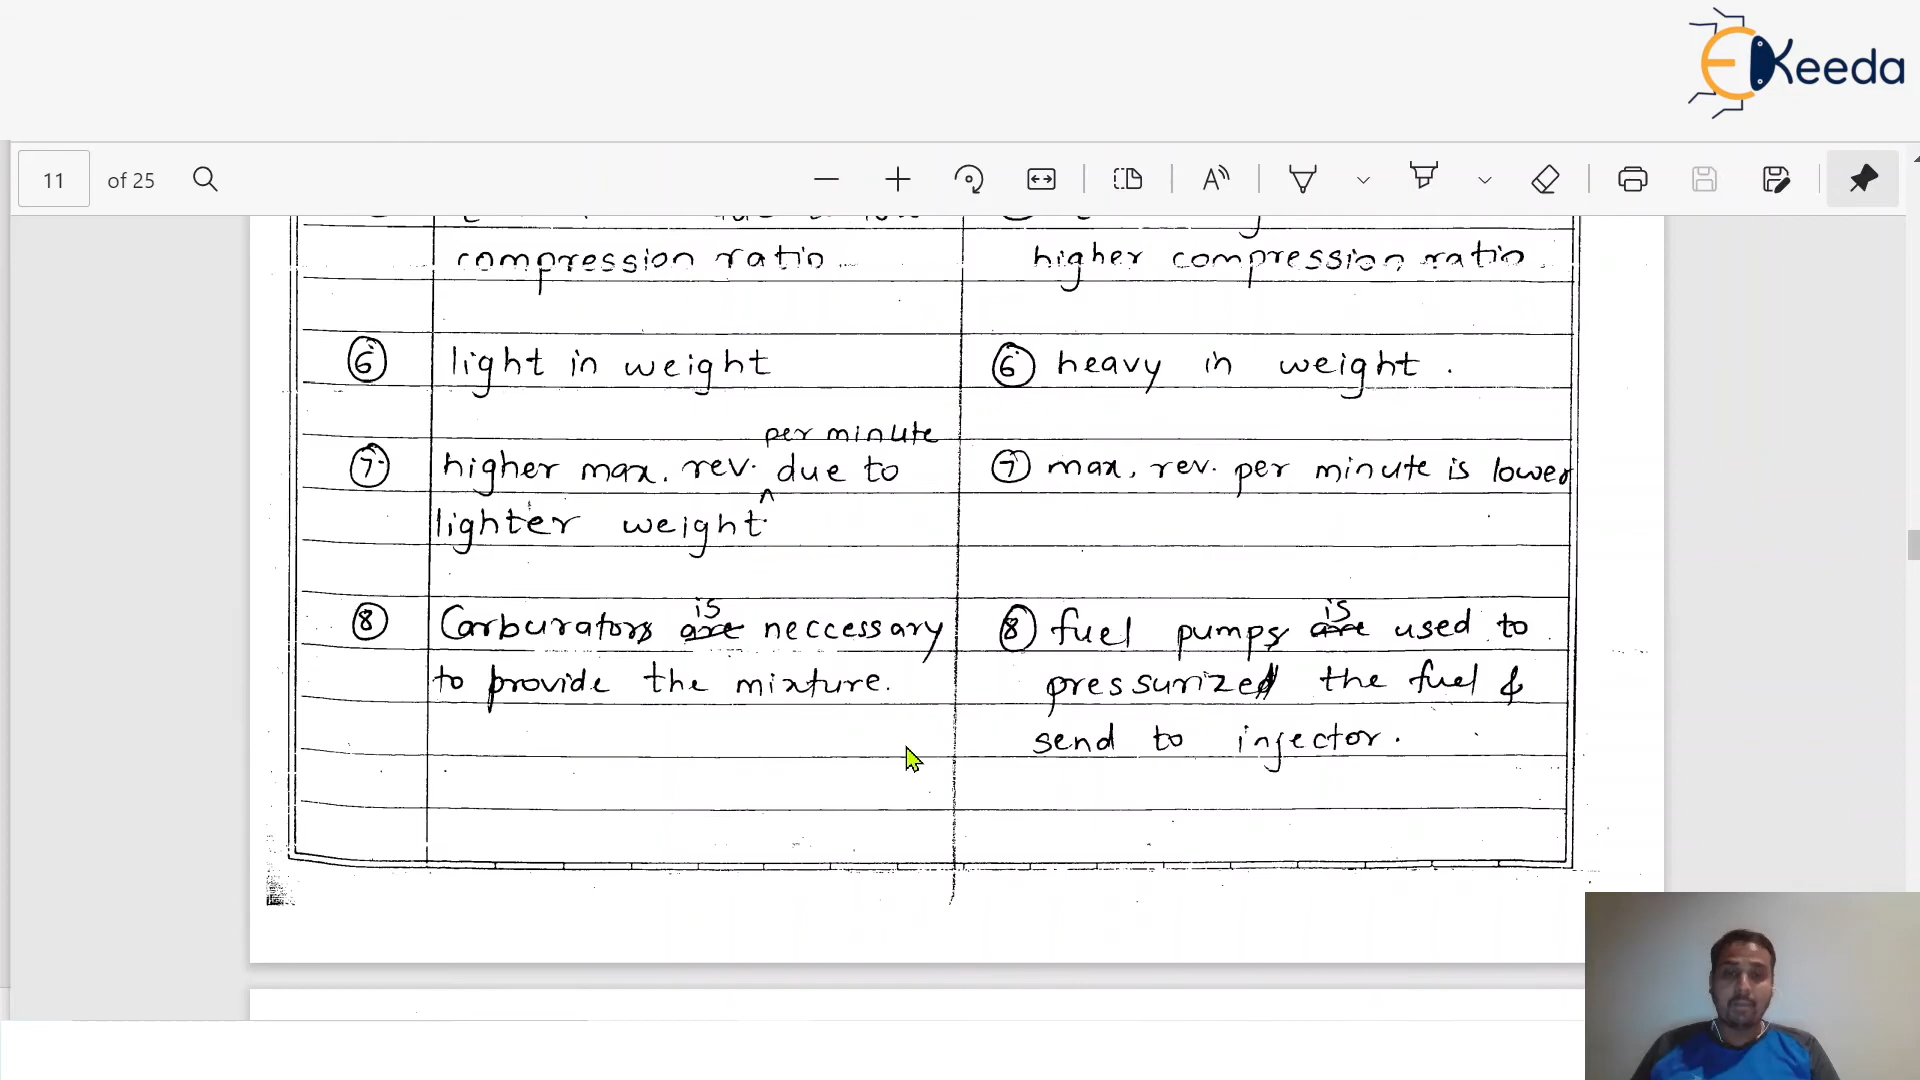 EKeeda
11 of 25
compression ratio
higher compression ratio.
6 light in weight
6 heavy in weight.
per minute
7 higher max. rev. due to
7 max. rev. per minute is lower
lighter weight.
is
is
8 Carburators are neccessary
8 fuel pumps are used to
to provide the mixture.
pressurized the fuel &
send to injector.